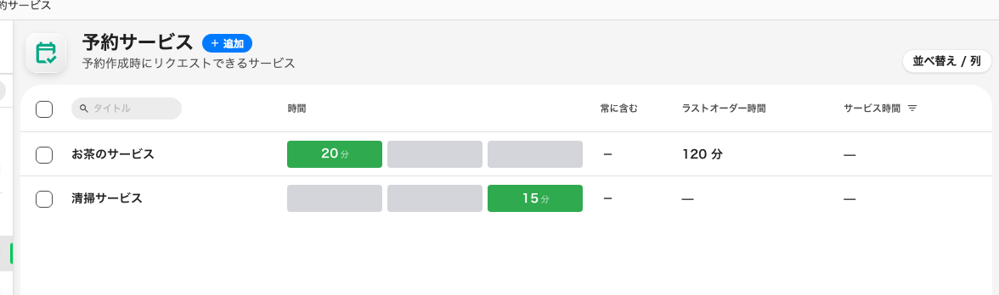 約サービス
予約サービス + 追加
予約作成時にリクエストできるサービス
並べ替え / 列
タイトル 時間 常に含む ラストオーダー時間 サービス時間
お茶のサービス 20分 – 120 分 —
清掃サービス 15分 – — —